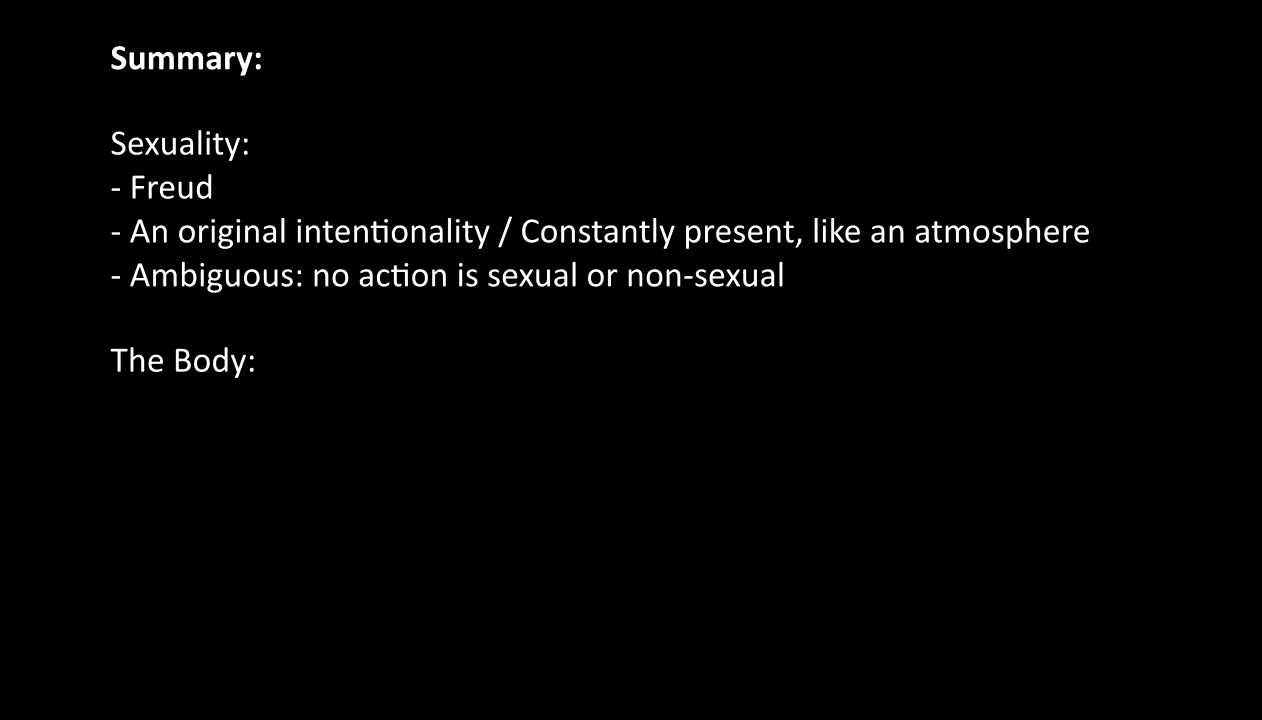 Summary:
Sexuality:
- Freud
- An original intentionality / Constantly present, like an atmosphere
- Ambiguous: no action is sexual or non-sexual
The Body: